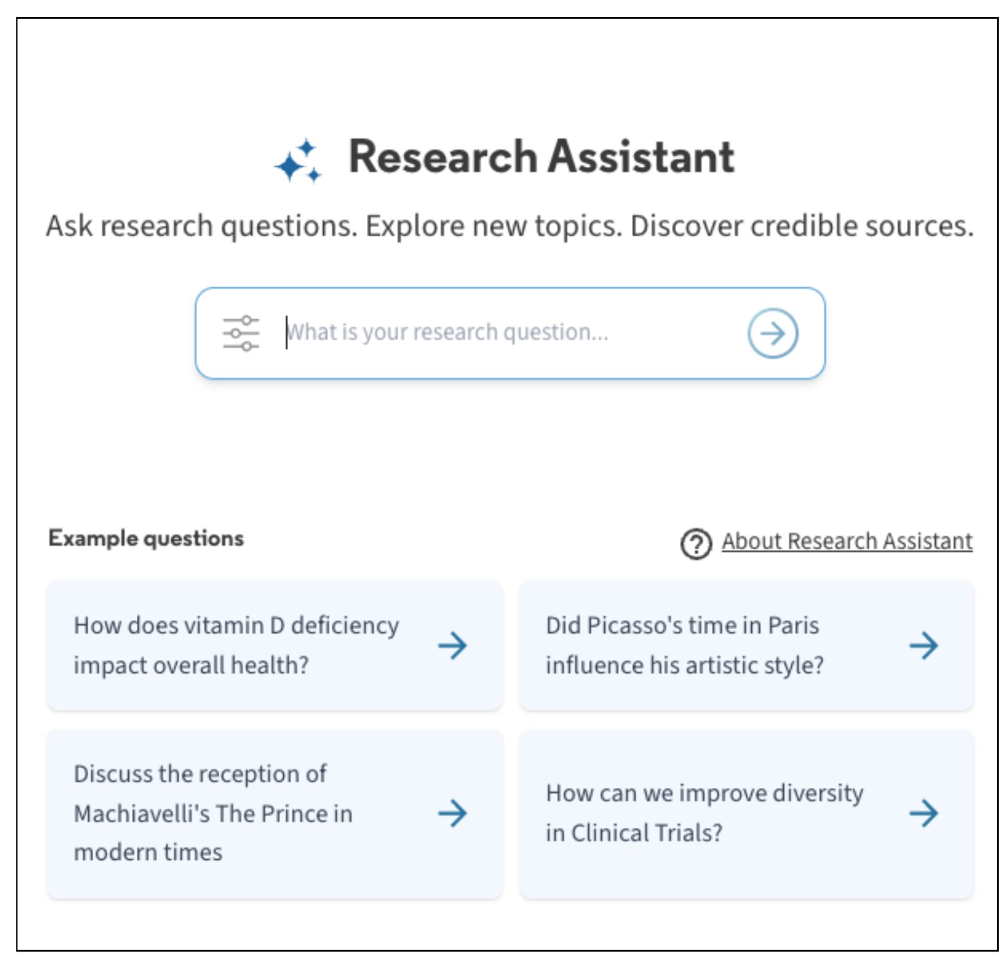 Research Assistant
Ask research questions. Explore new topics. Discover credible sources.
What is your research question...
Example questions
About Research Assistant
How does vitamin D deficiency
impact overall health?
Did Picasso's time in Paris
influence his artistic style?
Discuss the reception of
Machiavelli's The Prince in
modern times
How can we improve diversity
in Clinical Trials?